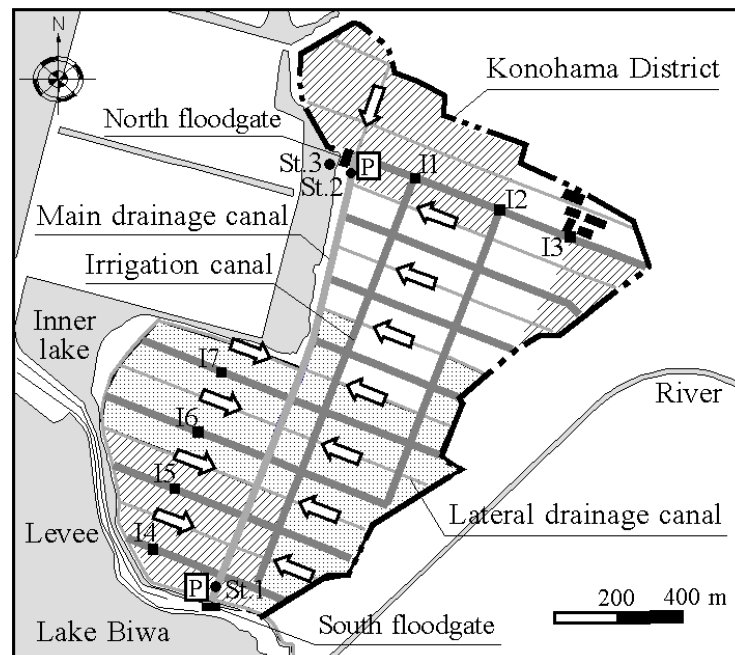 N
Konohama District
North floodgate
St.3
P
St.2
I1
I2
I3
Main drainage canal
Irrigation canal
Inner
lake
I7
River
I6
I5
Levee
I4
Lateral drainage canal
P
St.1
200 400 m
South floodgate
Lake Biwa